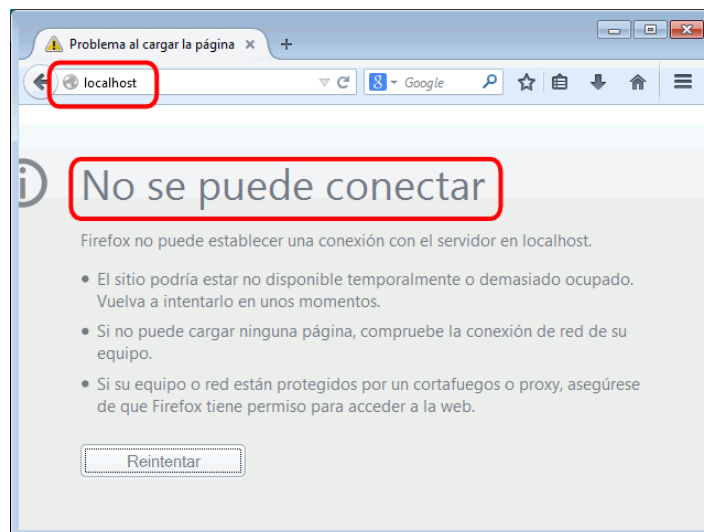 Problema al cargar la página
localhost
Google
No se puede conectar
Firefox no puede establecer una conexión con el servidor en localhost.
El sitio podría estar no disponible temporalmente o demasiado ocupado.
Vuelva a intentarlo en unos momentos.
Si no puede cargar ninguna página, compruebe la conexión de red de su
equipo.
Si su equipo o red están protegidos por un cortafuegos o proxy, asegúrese
de que Firefox tiene permiso para acceder a la web.
Reintentar